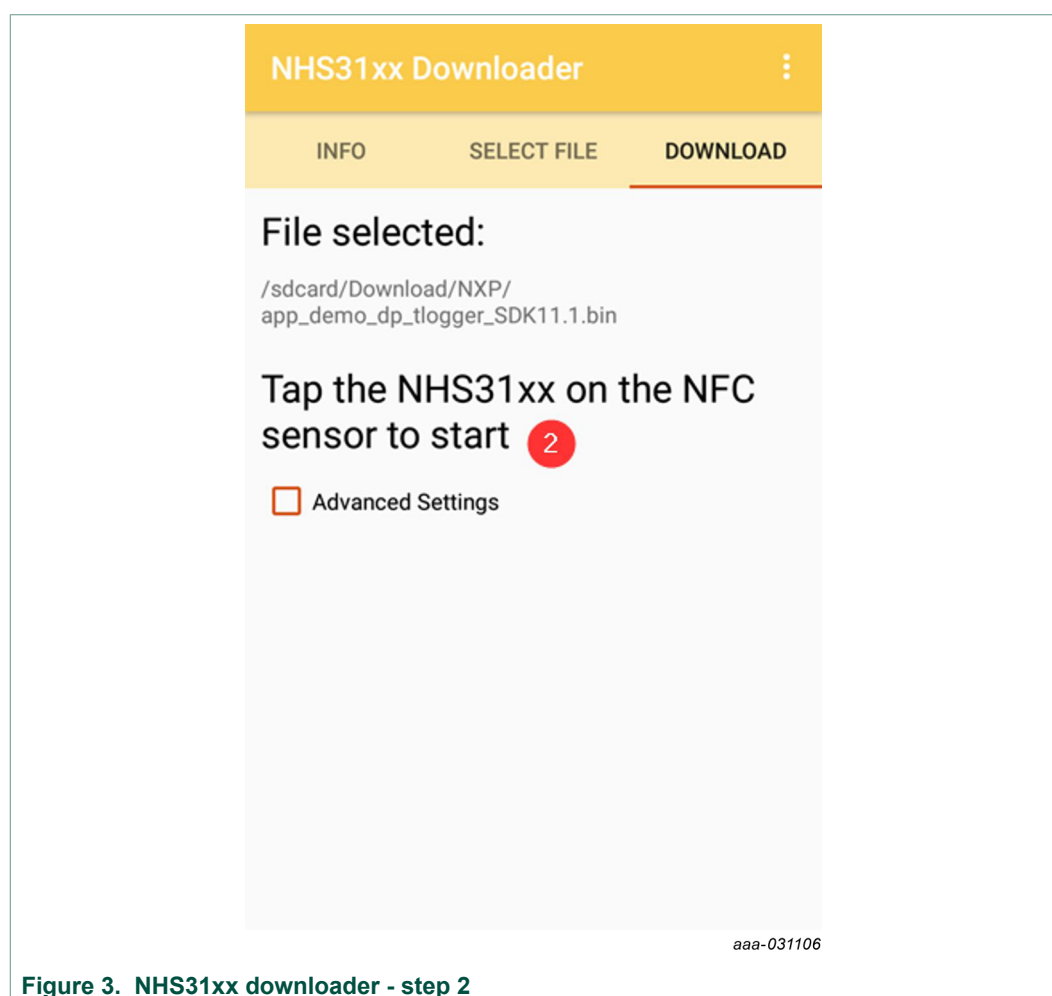 NHS31xx Downloader
INFO SELECT FILE DOWNLOAD
File selected:
/sdcard/Download/NXP/
app_demo_dp_tlogger_SDK11.1.bin
Tap the NHS31xx on the NFC
sensor to start 2
Advanced Settings
aaa-031106
Figure 3. NHS31xx downloader - step 2